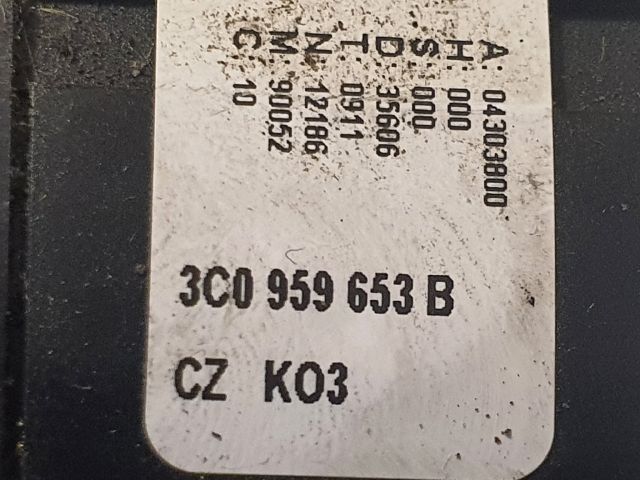 A: 04303800
H: 000
S: 000
D: 35606
T: 0911
N: 12186
M: 90052
C: 10
3C0 959 653 B
CZ KO3